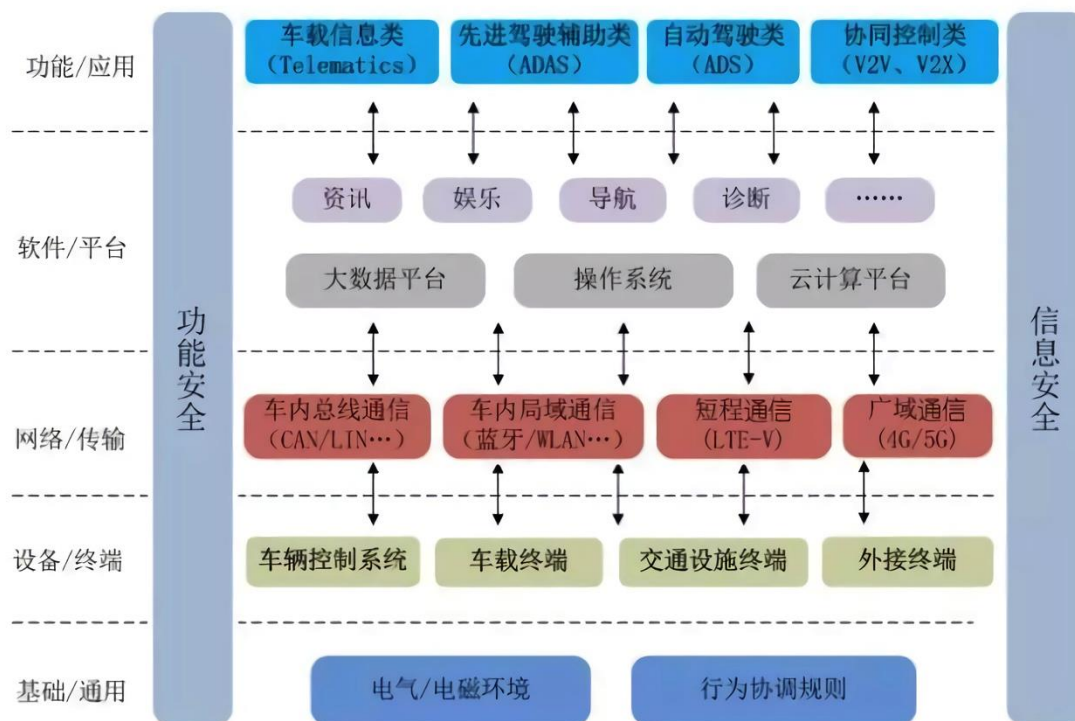 功能/应用
车载信息类
（Telematics）
先进驾驶辅助类
（ADAS）
自动驾驶类
（ADS）
协同控制类
（V2V、V2X）
软件/平台
资讯
娱乐
导航
诊断
……
大数据平台
操作系统
云计算平台
网络/传输
车内总线通信
（CAN/LIN…）
车内局域通信
（蓝牙/WLAN…）
短程通信
(LTE-V)
广域通信
(4G/5G)
设备/终端
车辆控制系统
车载终端
交通设施终端
外接终端
基础/通用
电气/电磁环境
行为协调规则
功能安全
信息安全